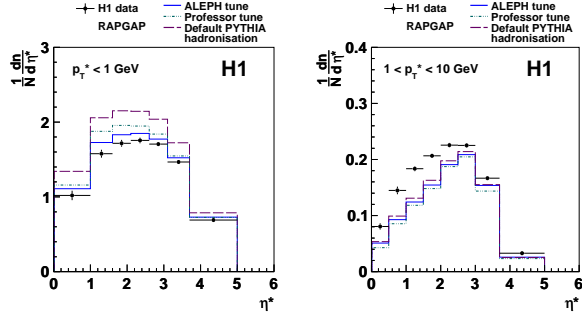 H1 data
RAPGAP
ALEPH tune
Professor tune
Default PYTHIA
hadronisation
1 dn
N d η*
p_T* < 1 GeV
H1
3
2
1
0
0 1 2 3 4 5 6
η*
H1 data
RAPGAP
ALEPH tune
Professor tune
Default PYTHIA
hadronisation
1 dn
N d η*
1 < p_T* < 10 GeV
H1
0.4
0.3
0.2
0.1
0
0 1 2 3 4 5 6
η*